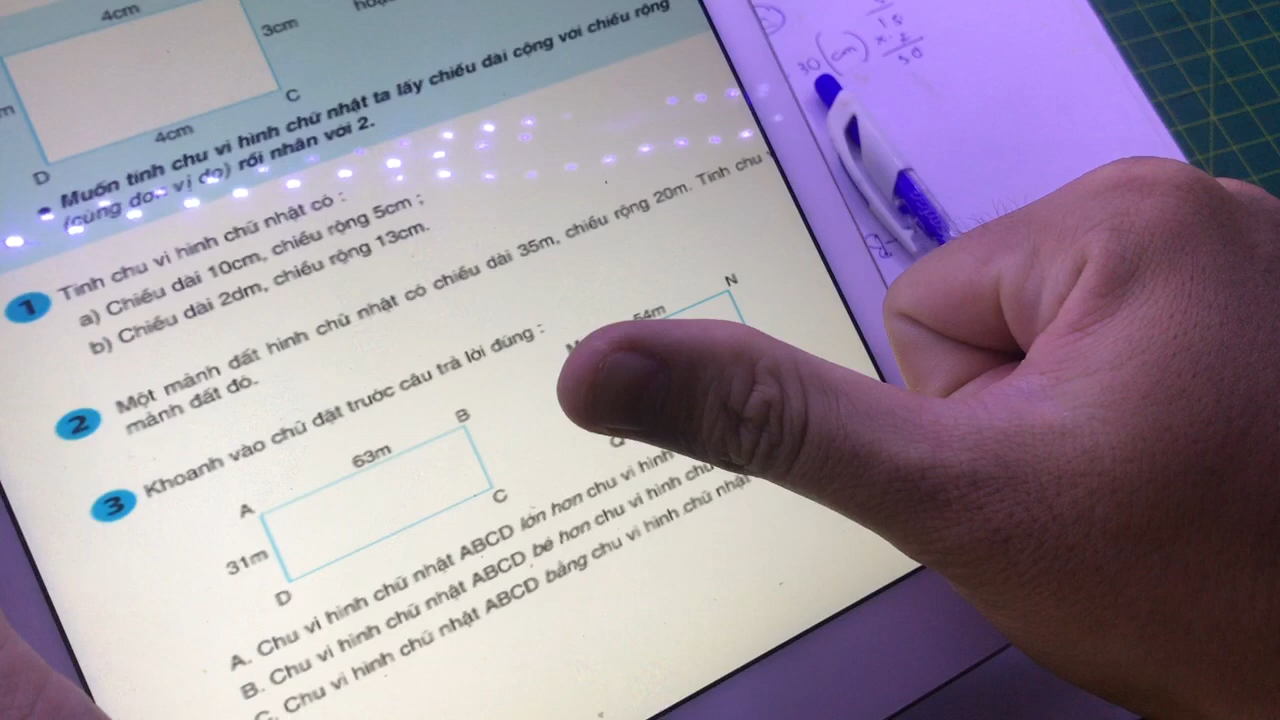 4cm
3cm
C
4cm
D
• Muốn tính chu vi hình chữ nhật ta lấy chiều dài cộng với chiều rộng
(cùng đơn vị đo) rồi nhân với 2.
1 Tính chu vi hình chữ nhật có :
a) Chiều dài 10cm, chiều rộng 5cm ;
b) Chiều dài 2dm, chiều rộng 13cm.
2 Một mảnh đất hình chữ nhật có chiều dài 35m, chiều rộng 20m. Tính chu
mảnh đất đó.
3 Khoanh vào chữ đặt trước câu trả lời đúng :
A
63m
B
31m
D
C
M
54m
N
Q
A. Chu vi hình chữ nhật ABCD lớn hơn chu vi hình
B. Chu vi hình chữ nhật ABCD bé hơn chu vi hình chữ
C. Chu vi hình chữ nhật ABCD bằng chu vi hình chữ nhật
15
x 2
30
30 (cm)